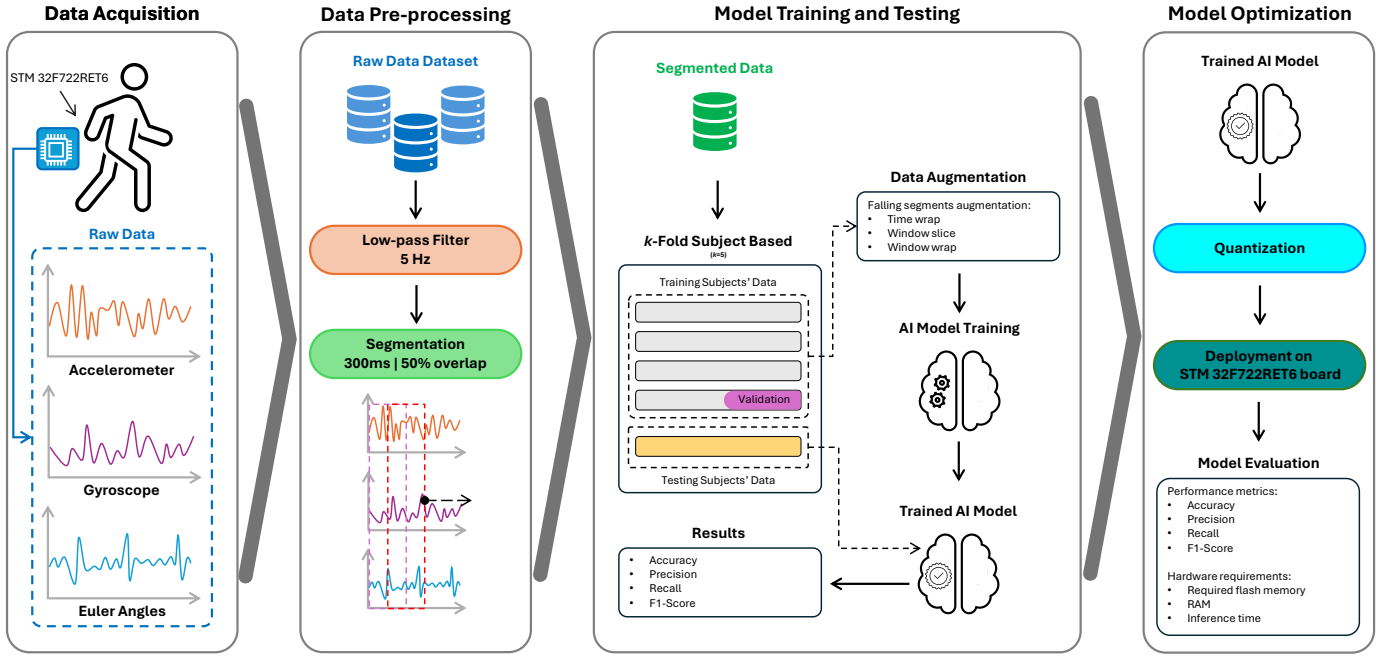 Data Acquisition
STM 32F722RET6
Raw Data
Accelerometer
Gyroscope
Euler Angles
Data Pre-processing
Raw Data Dataset
Low-pass Filter
5 Hz
Segmentation
300ms | 50% overlap
Model Training and Testing
Segmented Data
k-Fold Subject Based
(k=5)
Training Subjects' Data
Validation
Testing Subjects' Data
Data Augmentation
Falling segments augmentation:
• Time wrap
• Window slice
• Window wrap
AI Model Training
Trained AI Model
Results
• Accuracy
• Precision
• Recall
• F1-Score
Model Optimization
Trained AI Model
Quantization
Deployment on
STM 32F722RET6 board
Model Evaluation
Performance metrics:
• Accuracy
• Precision
• Recall
• F1-Score
Hardware requirements:
• Required flash memory
• RAM
• Inference time